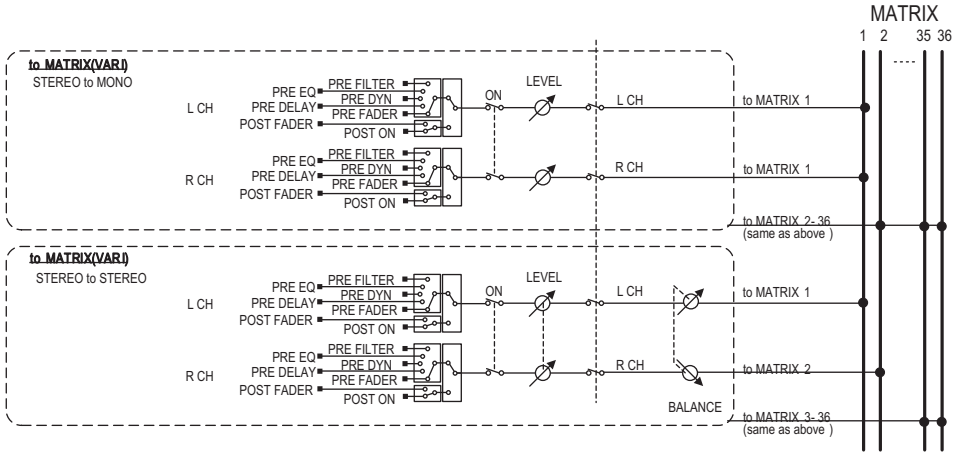 MATRIX
1 2 35 36
to MATRIX(VARI)
STEREO to MONO
L CH
PRE FILTER
PRE EQ
PRE DYN
PRE DELAY
PRE FADER
POST FADER
POST ON
ON
LEVEL
L CH
to MATRIX 1
R CH
PRE FILTER
PRE EQ
PRE DYN
PRE DELAY
PRE FADER
POST FADER
POST ON
R CH
to MATRIX 1
to MATRIX 2-36
(same as above )
to MATRIX(VARI)
STEREO to STEREO
L CH
PRE FILTER
PRE EQ
PRE DYN
PRE DELAY
PRE FADER
POST FADER
POST ON
ON
LEVEL
L CH
to MATRIX 1
R CH
PRE FILTER
PRE EQ
PRE DYN
PRE DELAY
PRE FADER
POST FADER
POST ON
R CH
to MATRIX 2
BALANCE
to MATRIX 3-36
(same as above )